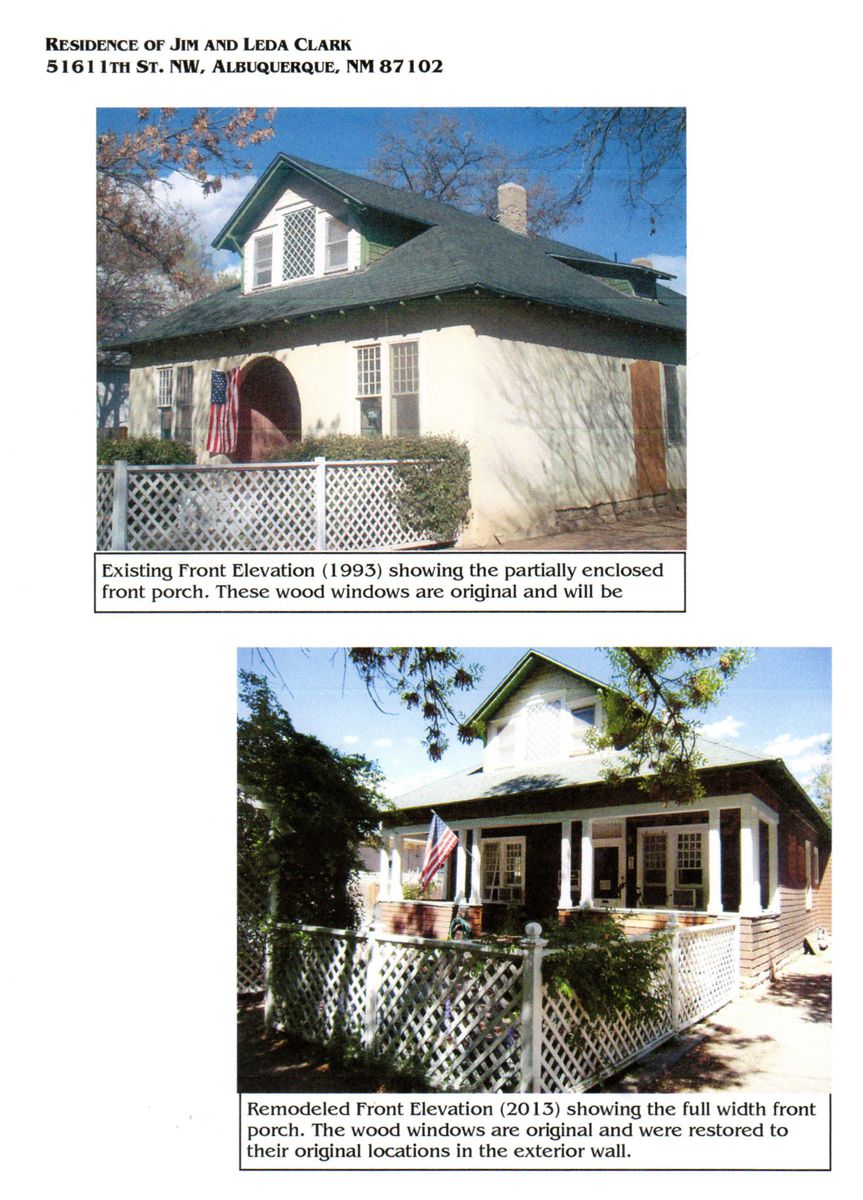 RESIDENCE OF JIM AND LEDA CLARK
51611TH ST. NW, ALBUQUERQUE, NM 87102
Existing Front Elevation (1993) showing the partially enclosed
front porch. These wood windows are original and will be
Remodeled Front Elevation (2013) showing the full width front
porch. The wood windows are original and were restored to
their original locations in the exterior wall.